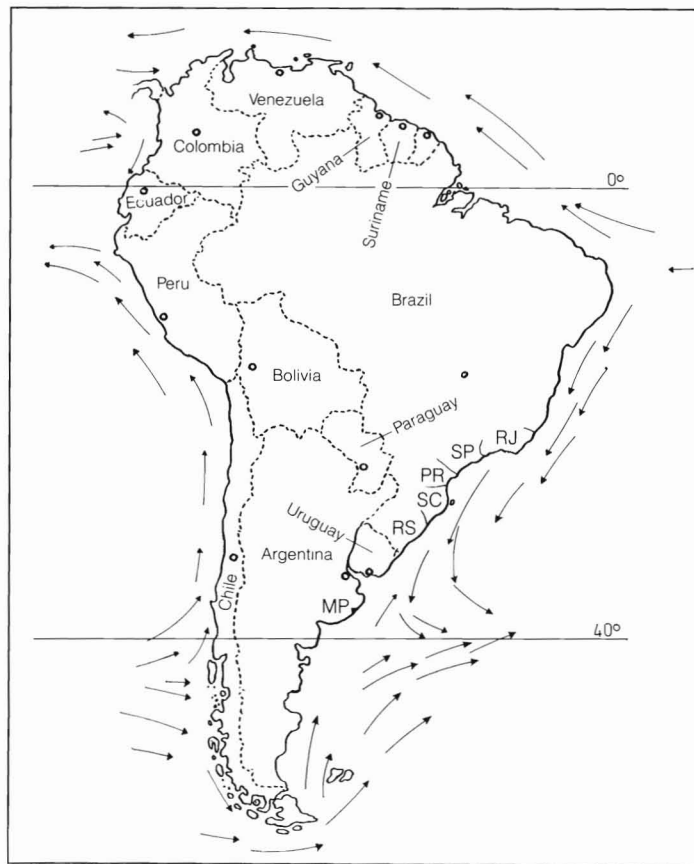 Venezuela
Colombia
Guyana
Suriname
0°
Ecuador
Peru
Brazil
Bolivia
Paraguay
RJ
SP
PR
SC
Uruguay
RS
Argentina
Chile
MP
40°